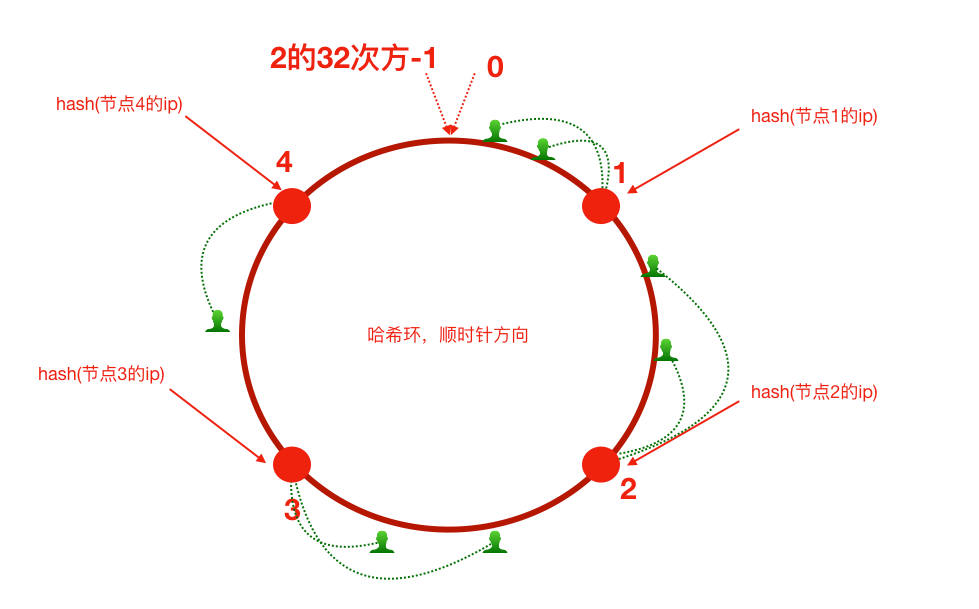 2的32次方-1
0
hash(节点4的ip)
hash(节点1的ip)
4
1
哈希环，顺时针方向
hash(节点3的ip)
hash(节点2的ip)
3
2